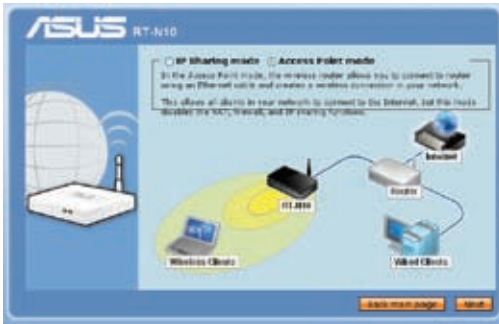 ASUS RT-N10
IP Sharing mode Access Point mode
In the Access Point mode, the wireless router allows you to connect to router
using an Ethernet cable and creates a wireless connection in your network.
This allows all clients in your network to connect to the Internet, but this mode
disables the NAT, firewall, and IP sharing functions.
Internet
Router
RT-N10
Wireless Clients
Wired Clients
Back main page Next